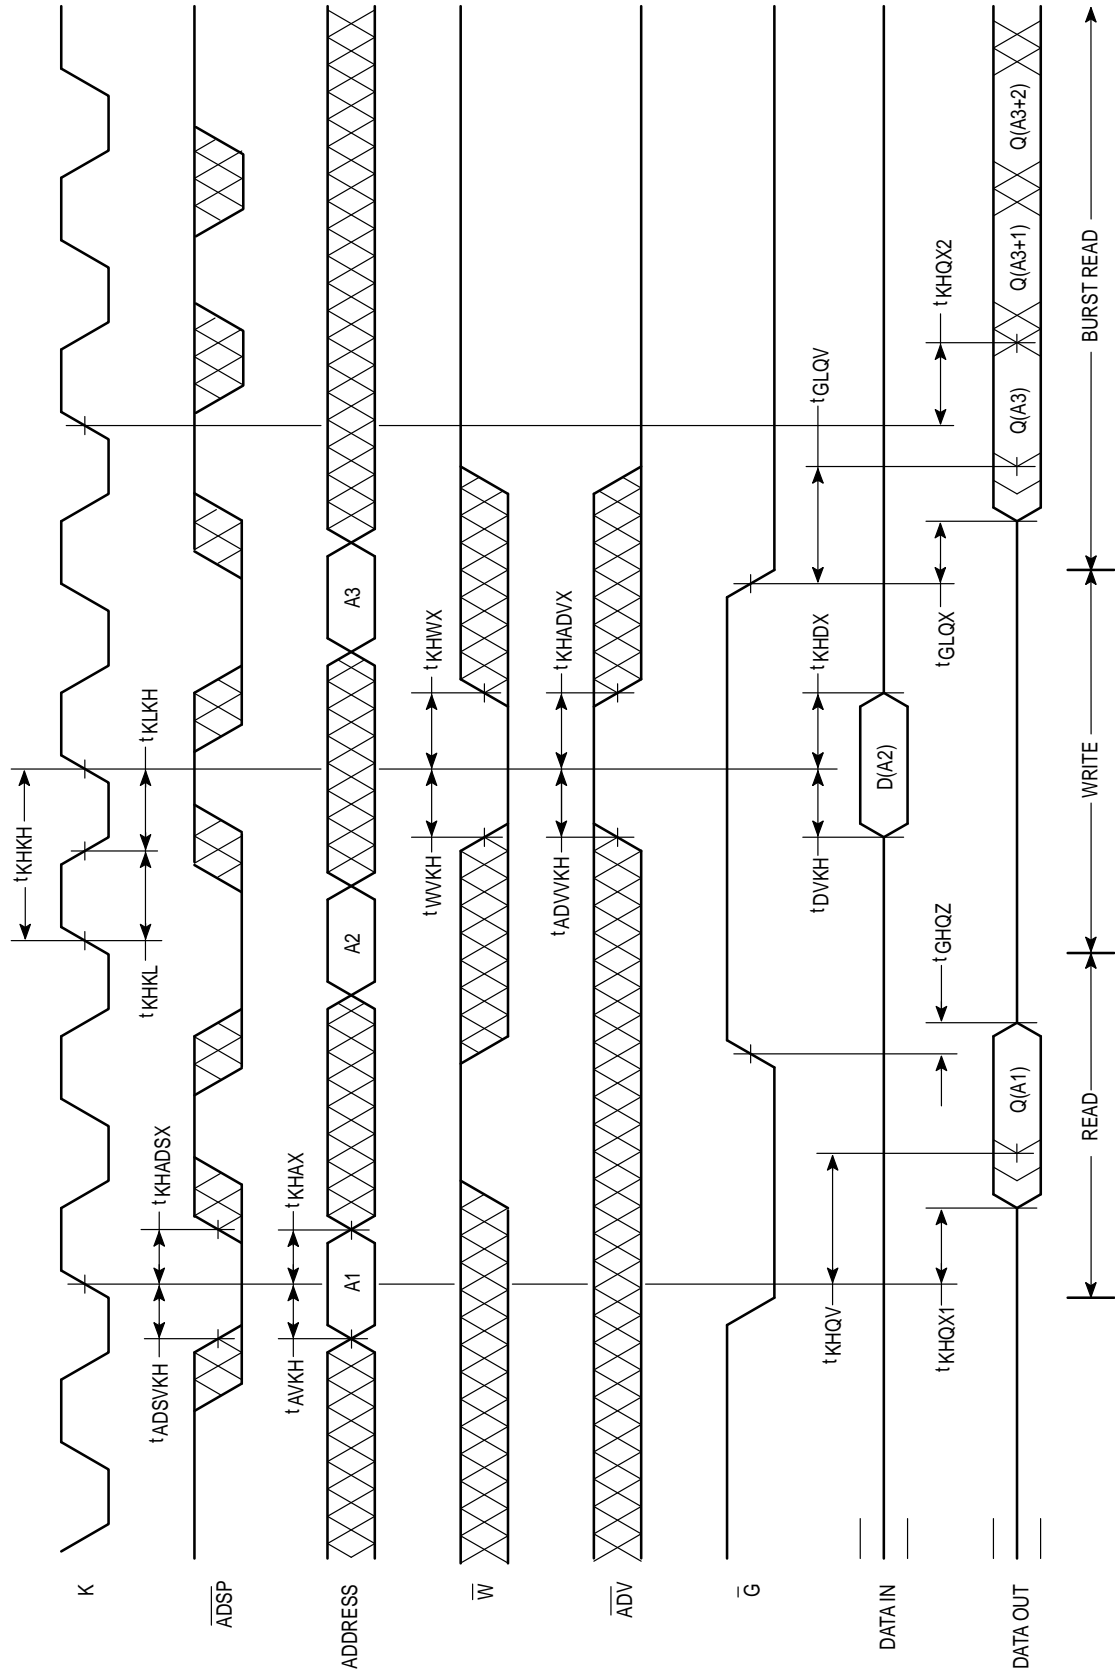 K
tKHKH
tKHKL
tKLKH
ADSP
tADSVKH
tKHADSX
ADDRESS
tAVKH
tKHAX
A1
A2
A3
W
tWVKH
tKHWX
ADV
tADVVKH
tKHADVX
G
tKHQV
tDVKH
tKHDX
tGLQV
DATA IN
D(A2)
tKHQX1
tGHQZ
tGLQX
tKHQX2
DATA OUT
Q(A1)
Q(A3)
Q(A3+1)
Q(A3+2)
READ
WRITE
BURST READ